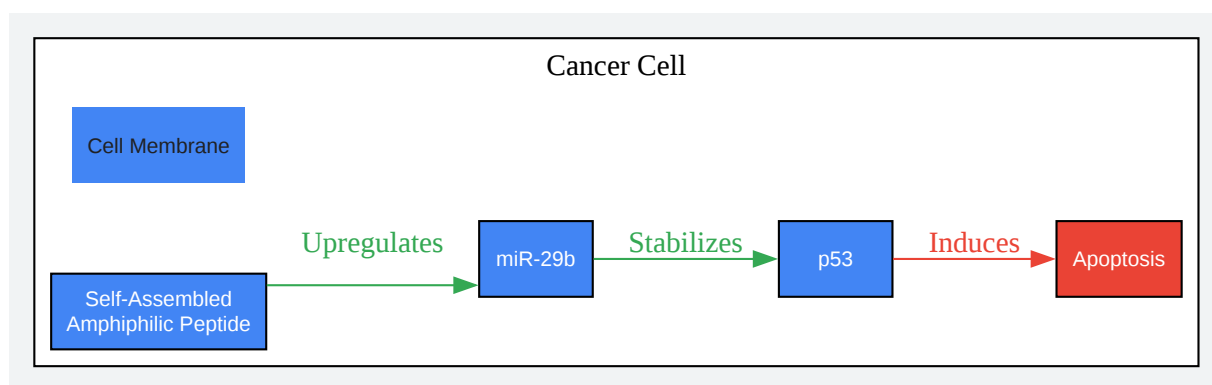 Cancer Cell
Cell Membrane
Upregulates
miR-29b
Stabilizes
p53
Induces
Apoptosis
Self-Assembled
Amphiphilic Peptide